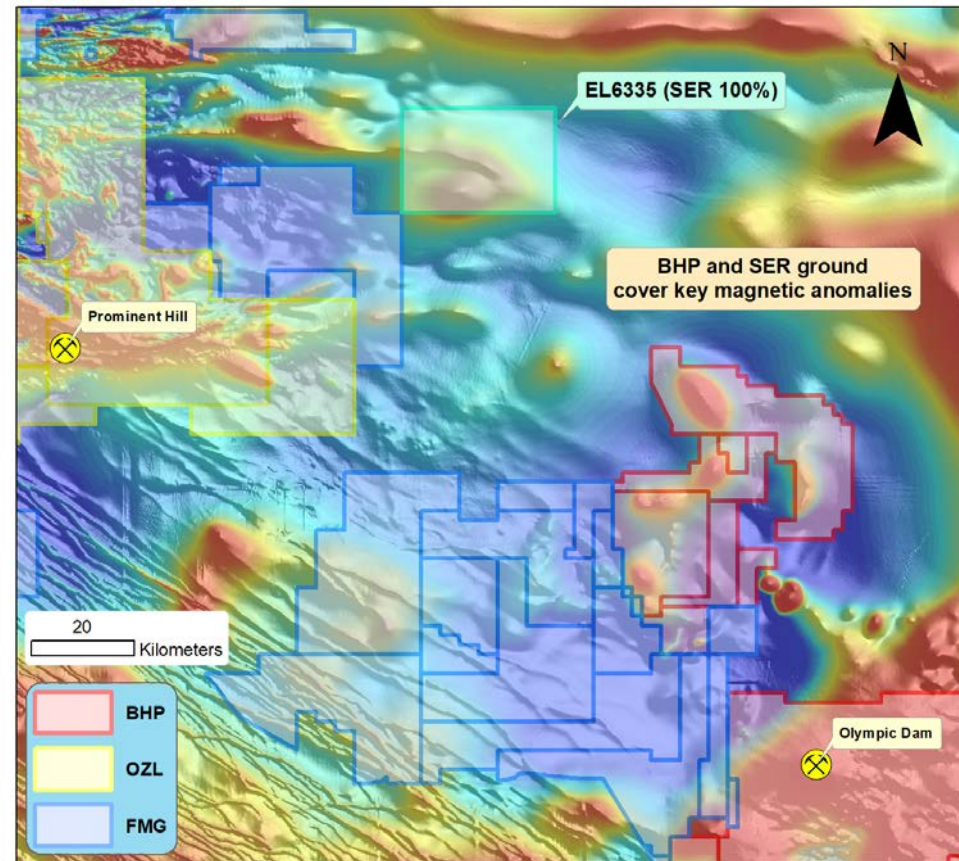 N
EL6335 (SER 100%)
BHP and SER ground
cover key magnetic anomalies
Prominent Hill
20
Kilometers
Olympic Dam
BHP
OZL
FMG